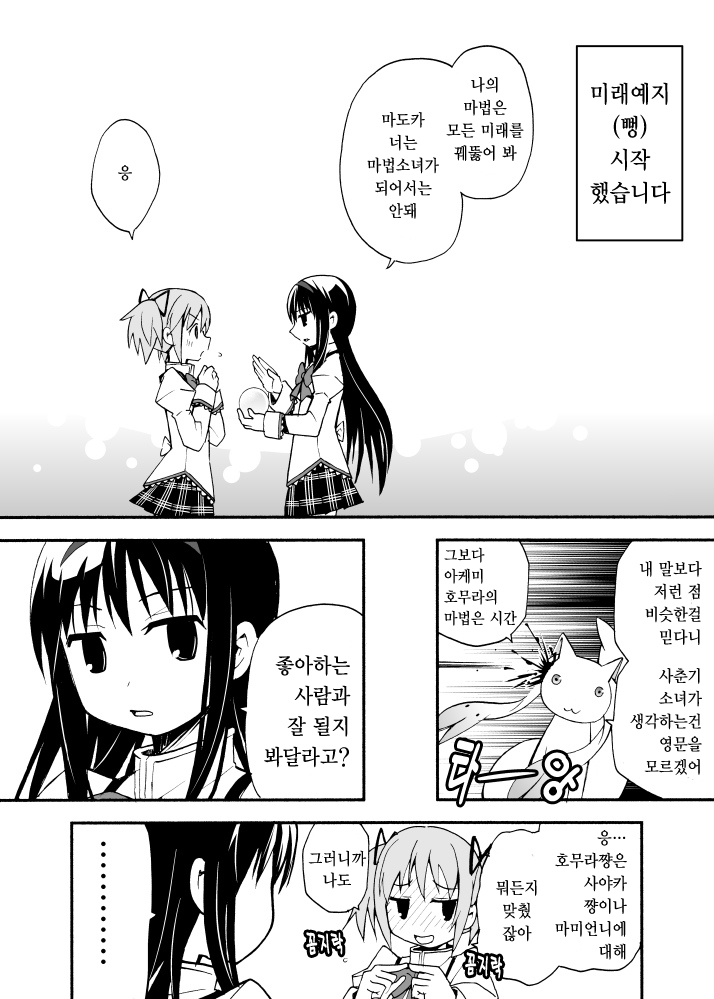 미래예지
(뻥)
시작
했습니다
나의
마법은
모든 미래를
꿰뚫어 봐
마도카
너는
마법소녀가
되어서는
안돼
응
내 말보다
저런 점
비슷한걸
믿다니
사춘기
소녀가
생각하는건
영문을
모르겠어
그보다
아케미
호무라의
마법은 시간
타ー앙
좋아하는
사람과
잘 될지
봐달라고?
응…
호무라쨩은
사야카
쨩이나
마미언니에
대해
뭐든지
맞췄
잖아
그러니까
나도
꼼지락
꼼지락
………